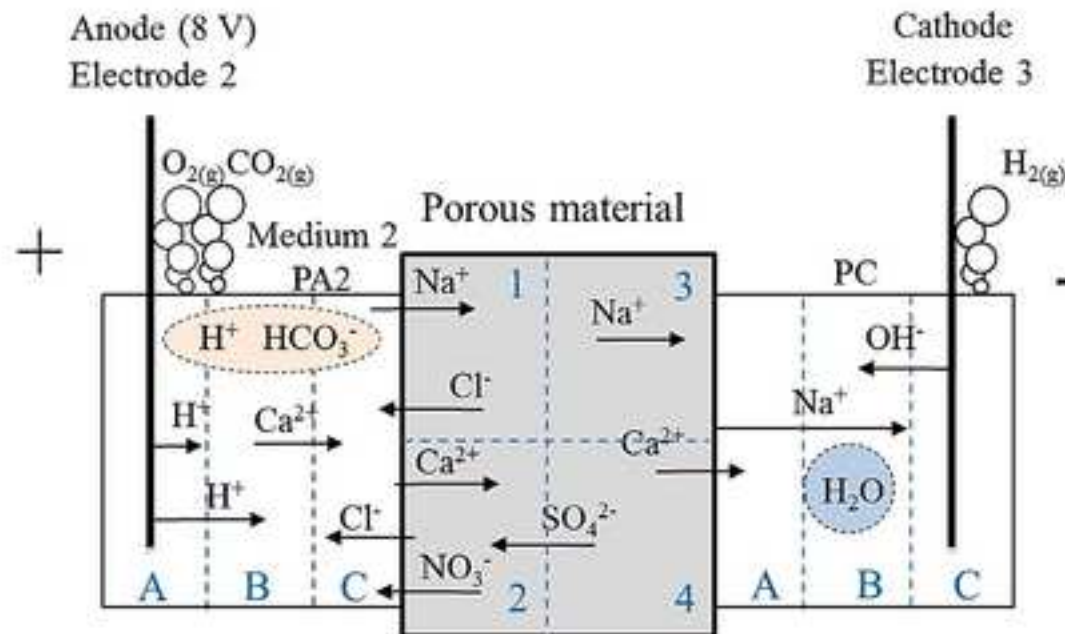 Anode (8 V)
Electrode 2
Cathode
Electrode 3
O₂₍g₎CO₂₍g₎
H₂₍g₎
+
-
Medium 2
Porous material
PA2
PC
Na⁺
1
3
H⁺ HCO₃⁻
Na⁺
OH⁻
Cl⁻
H⁺
Ca²⁺
Na⁺
Ca²⁺
Ca²⁺
H⁺
H₂O
Cl⁻
SO₄²⁻
NO₃⁻
A
B
C
2
4
A
B
C